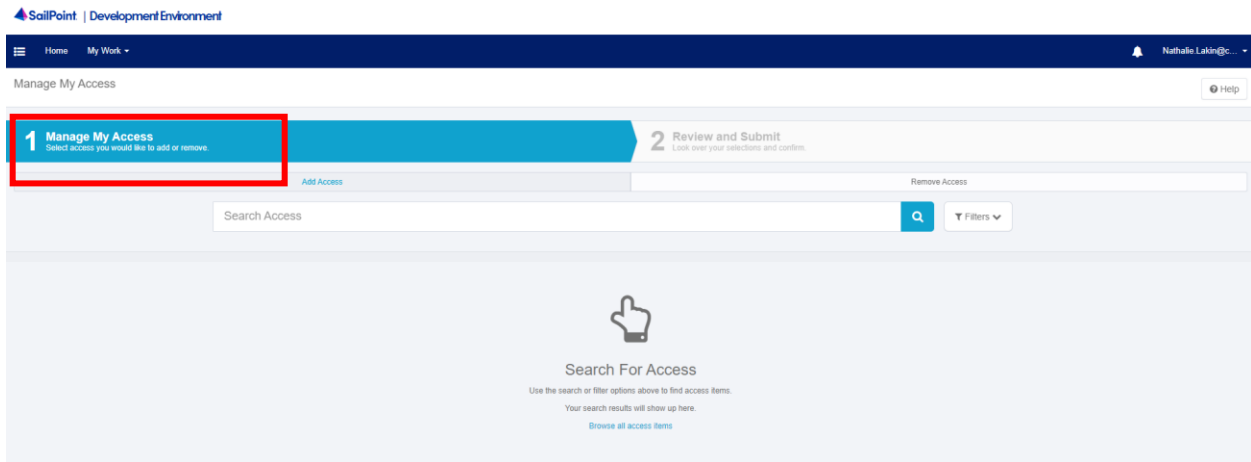 SailPoint. | Development Environment
Home My Work
Nathalie.Lakin@c...
Manage My Access
Help
1 Manage My Access
Select access you would like to add or remove.
2 Review and Submit
Look over your selections and confirm.
Add Access
Remove Access
Search Access
Filters
Search For Access
Use the search or filter options above to find access items.
Your search results will show up here.
Browse all access items